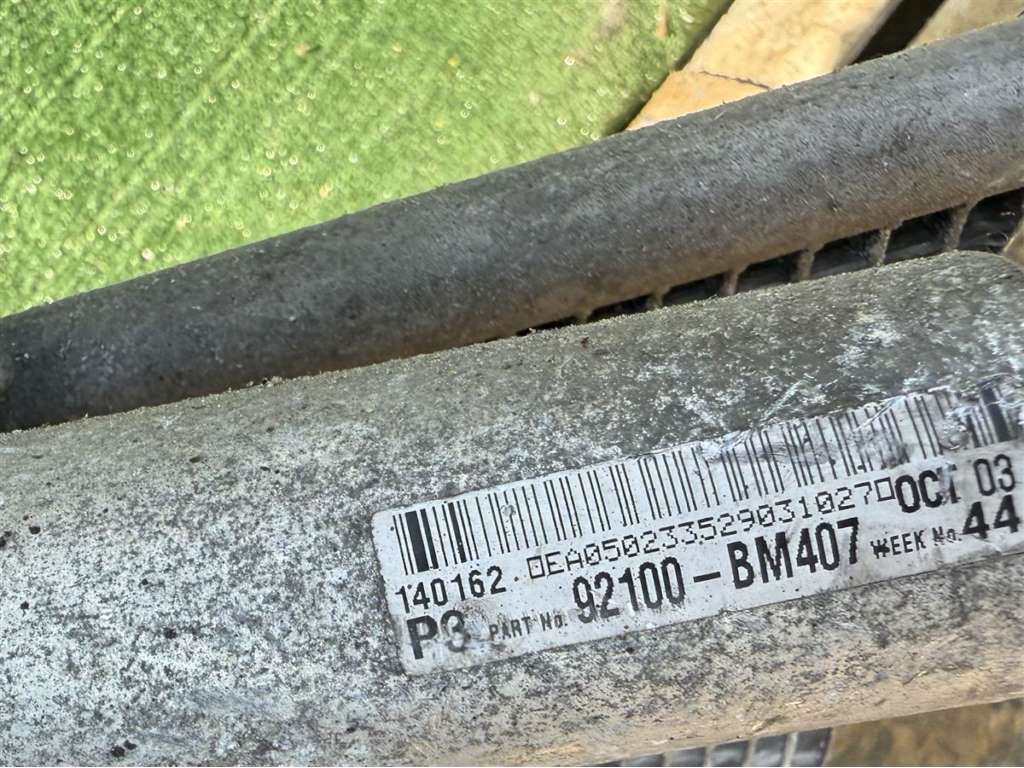 140162 ▯EA0502335290310270▯ OCT 03
P3 PART No. 92100-BM407 WEEK No. 44